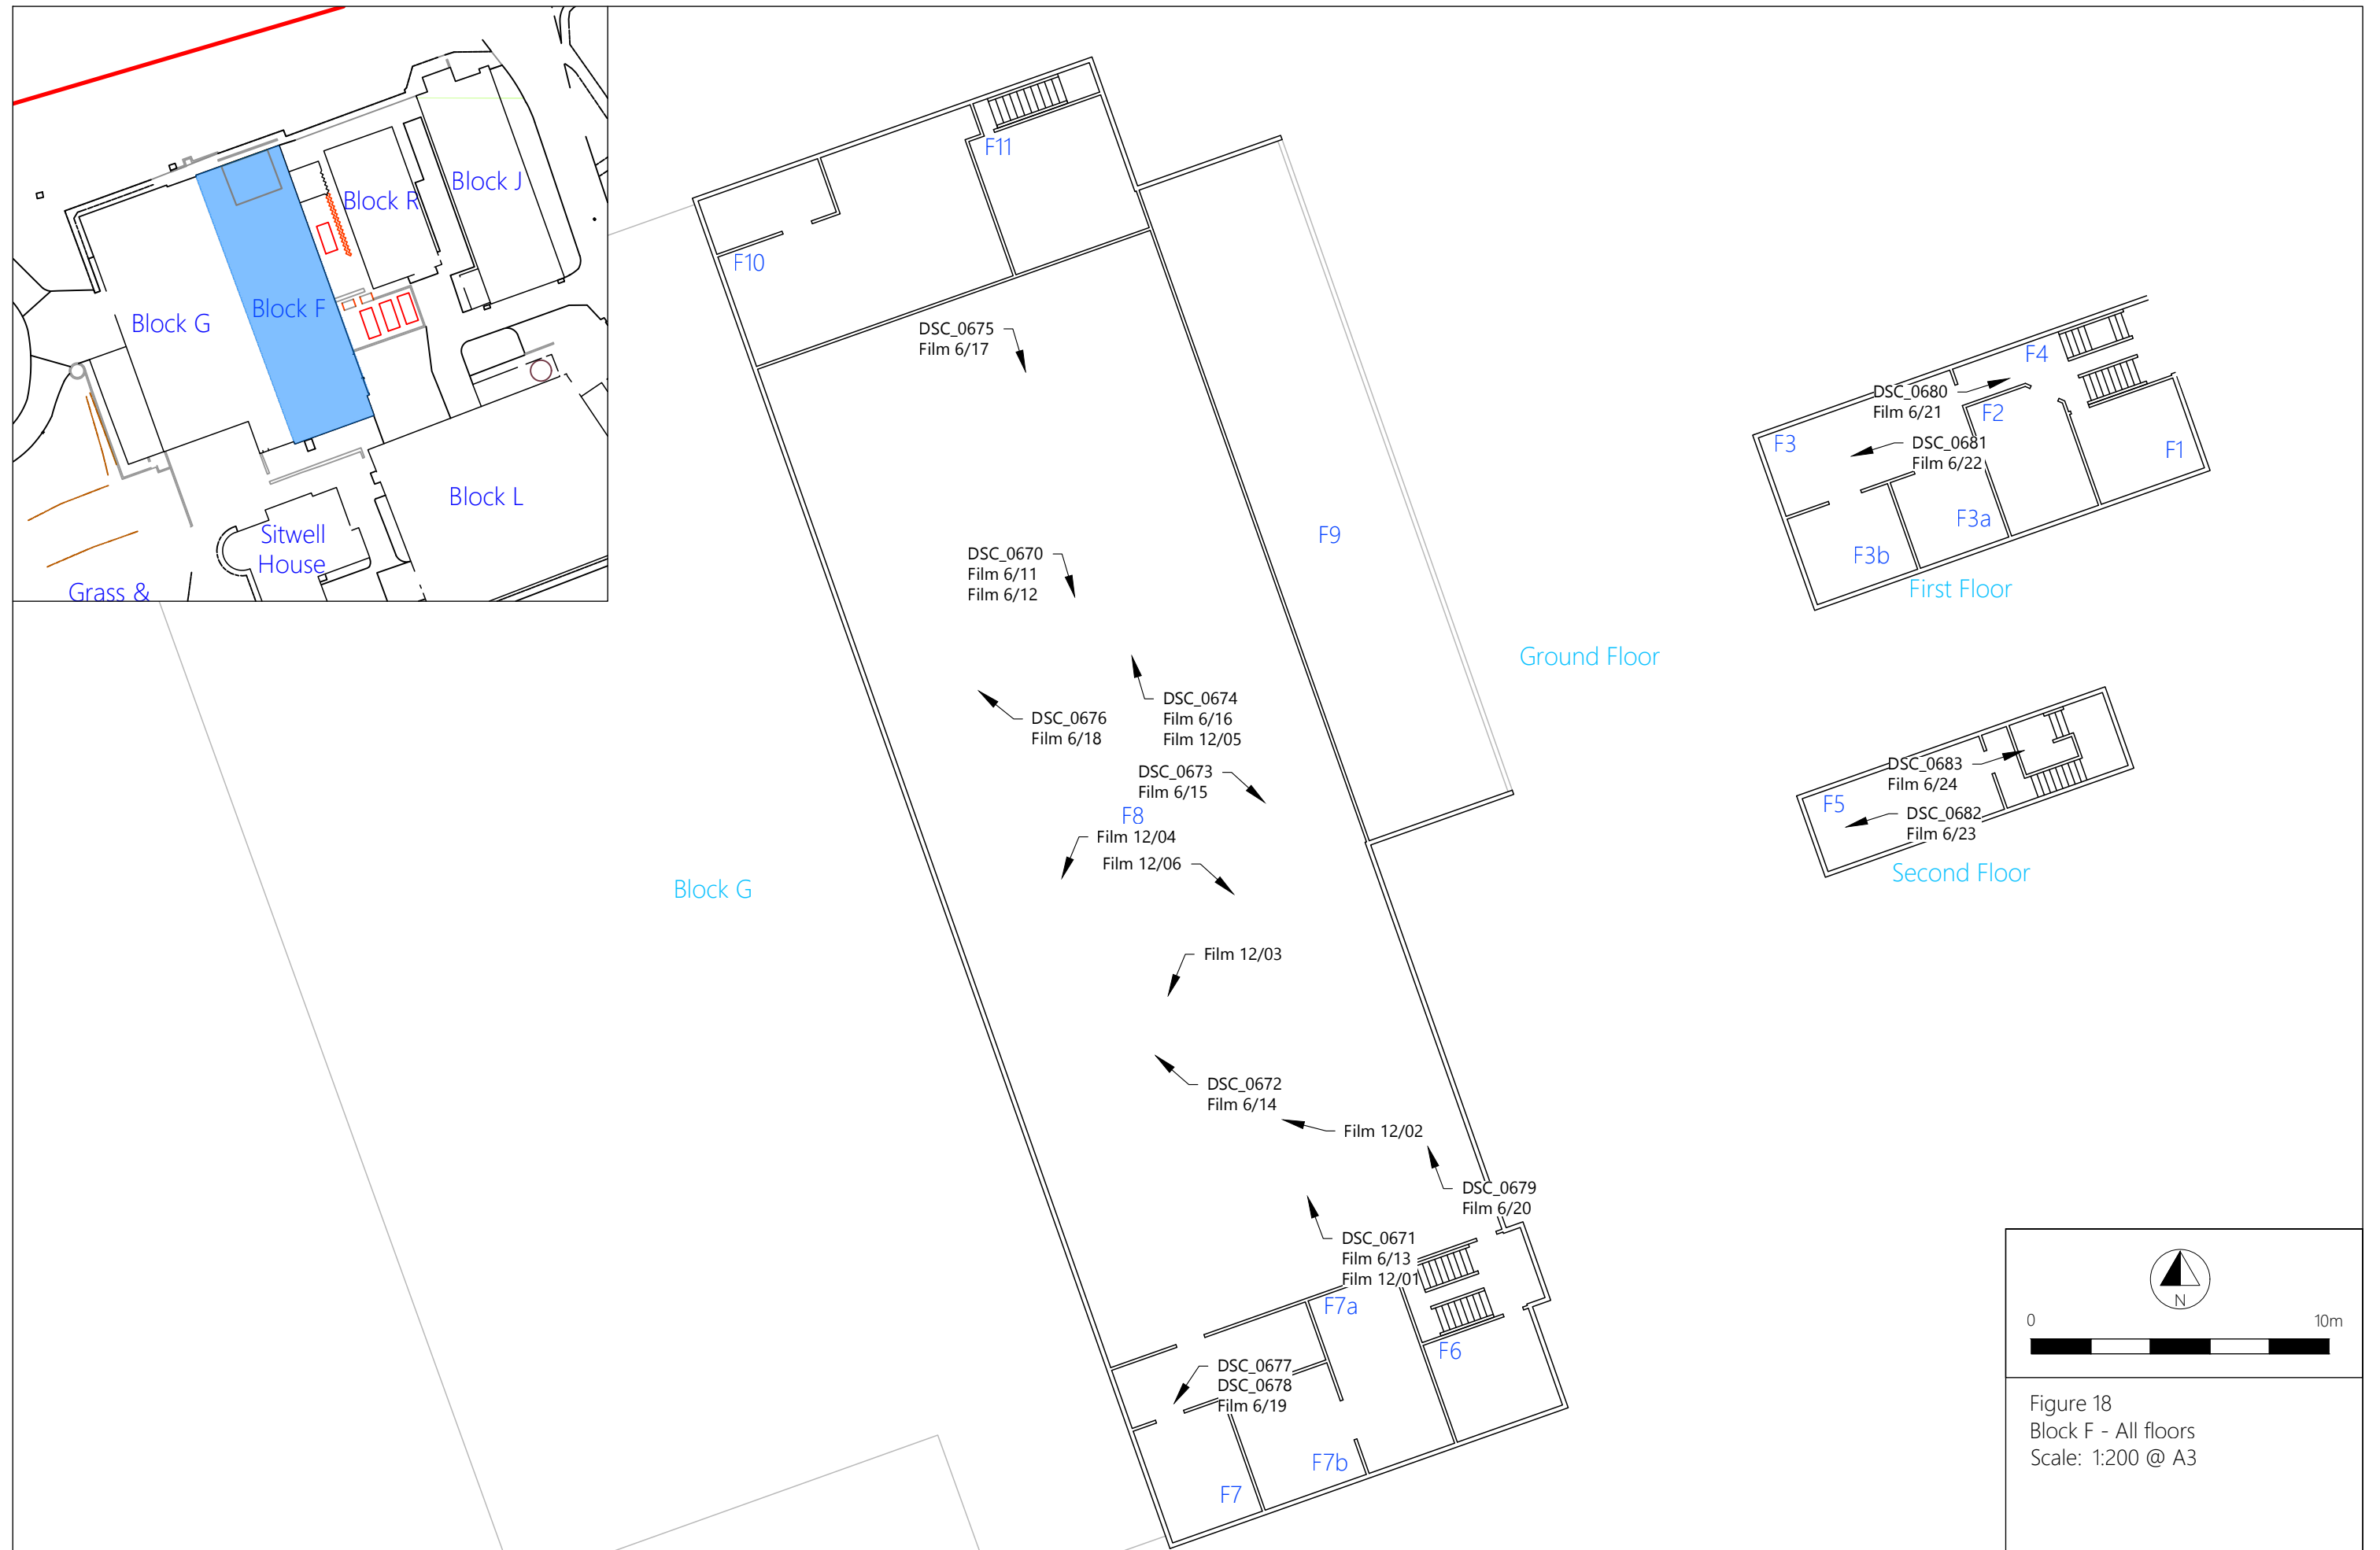 Block J
Block R
Block F
Block G
Block L
Sitwell
House
Grass &
F11
F10
DSC_0675
Film 6/17
DSC_0670
Film 6/11
Film 6/12
F9
DSC_0674
Film 6/16
Film 12/05
DSC_0676
Film 6/18
DSC_0673
Film 6/15
F8
Film 12/04
Film 12/06
Block G
Film 12/03
DSC_0672
Film 6/14
Film 12/02
DSC_0679
Film 6/20
DSC_0671
Film 6/13
Film 12/01
F7a
F6
DSC_0677
DSC_0678
Film 6/19
F7b
F7
Ground Floor
F4
DSC_0680
Film 6/21
F2
F3
DSC_0681
Film 6/22
F1
F3a
F3b
First Floor
DSC_0683
Film 6/24
F5
DSC_0682
Film 6/23
Second Floor
N
0 10m
Figure 18
Block F - All floors
Scale: 1:200 @ A3